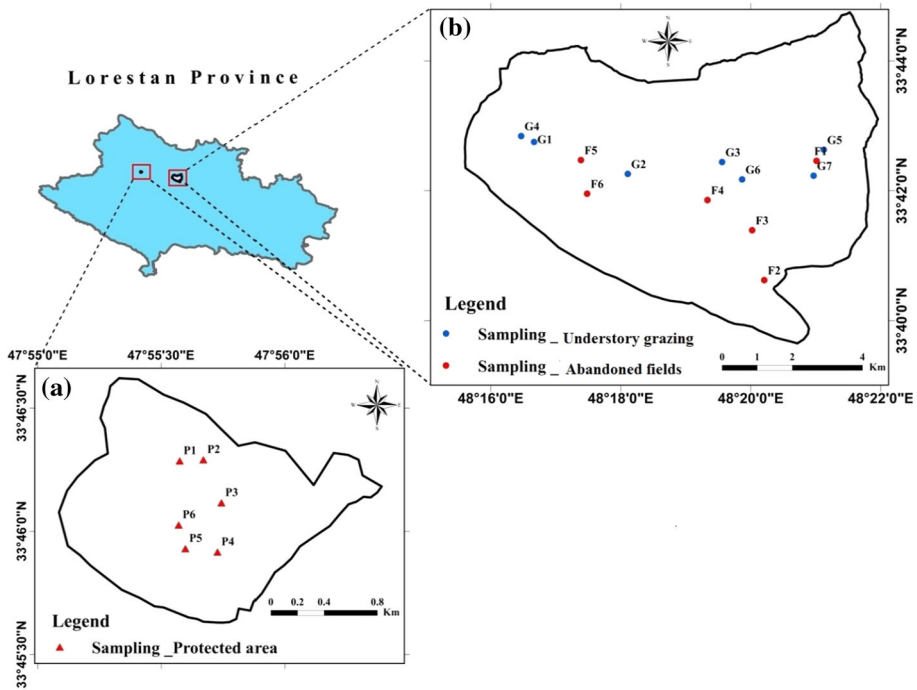 Lorestan Province
(b)
N
W E
S
33°44'0"N
33°42'0"N
33°40'0"N
G4
G1
F5
F6
G2
G3
G6
F4
F3
F2
G5
F1
G7
Legend
Sampling _ Understory grazing
Sampling _ Abandoned fields
0 1 2 4
Km
48°16'0"E 48°18'0"E 48°20'0"E 48°22'0"E
47°55'0"E 47°55'30"E 47°56'0"E
(a)
N
W E
S
33°46'30"N
33°46'0"N
33°45'30"N
P1 P2
P3
P6
P5 P4
0 0.2 0.4 0.8
Km
Legend
Sampling _Protected area